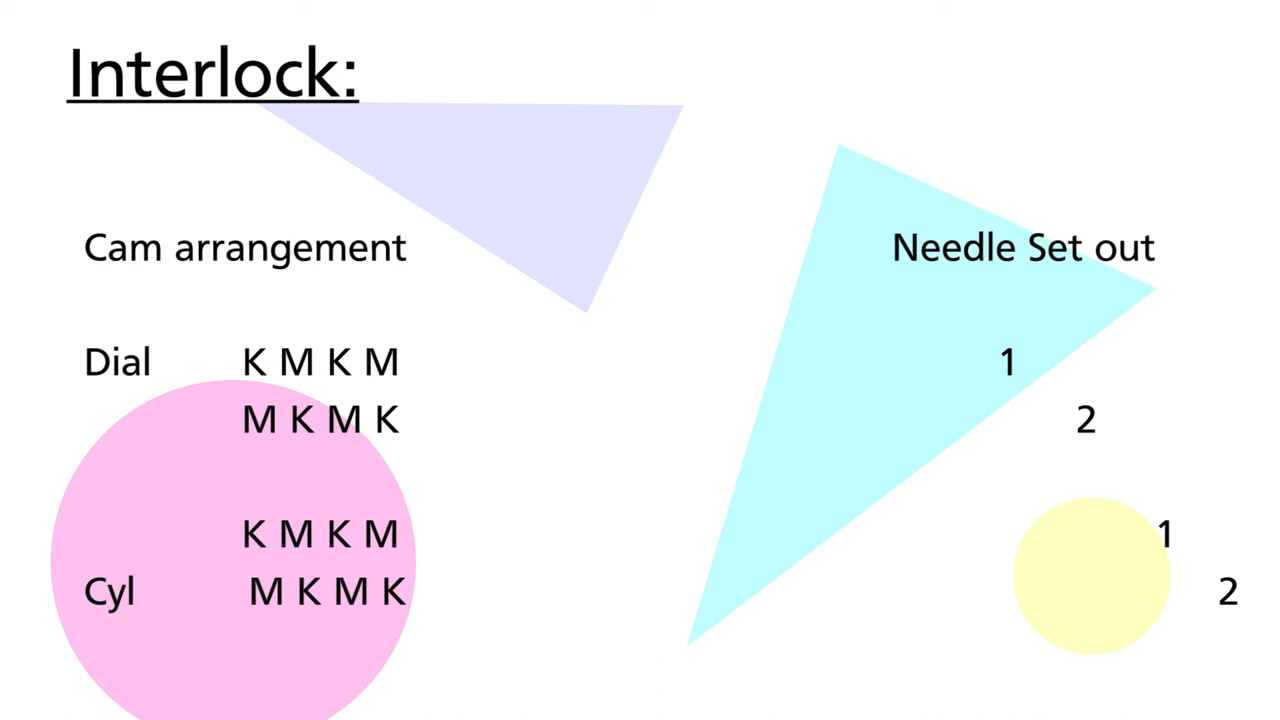 Interlock:
Cam arrangement Needle Set out
Dial K M K M 1
M K M K 2
K M K M 1
Cyl M K M K 2